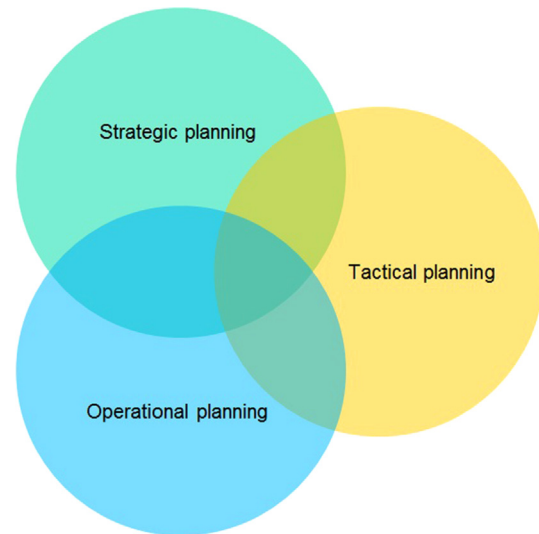 Strategic planning
Tactical planning
Operational planning